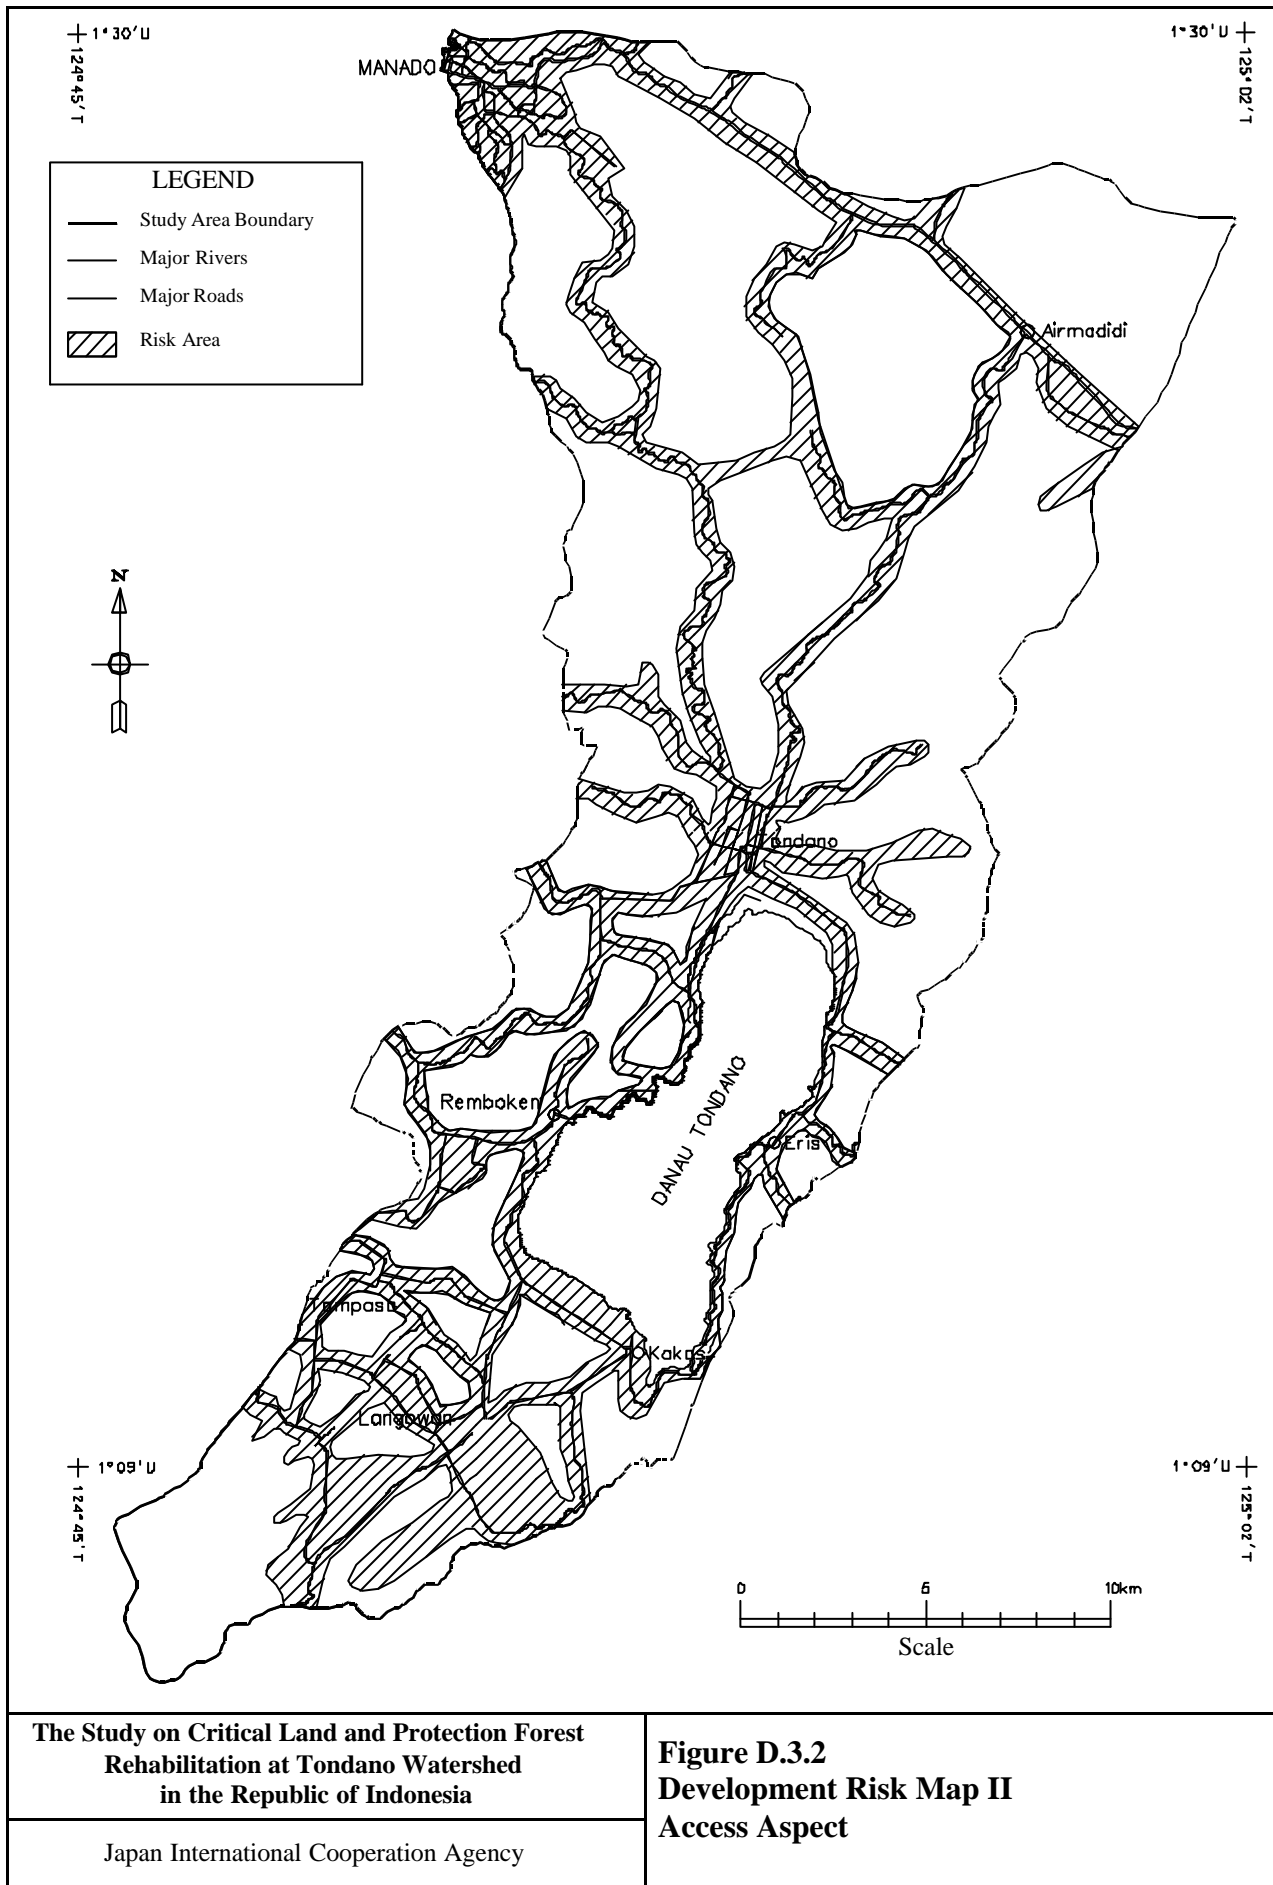 1°30'U
124°45'T
1°30'U
125°02'T
MANADO
LEGEND
Study Area Boundary
Major Rivers
Major Roads
Risk Area
Airmadidi
N
Tondano
Remboken
DANAU TONDANO
Eris
Tompaso
Kakas
Langowan
1°09'U
124°45'T
1°09'U
125°02'T
0 5 10km
Scale
The Study on Critical Land and Protection Forest
Rehabilitation at Tondano Watershed
in the Republic of Indonesia
Japan International Cooperation Agency
Figure D.3.2
Development Risk Map II
Access Aspect